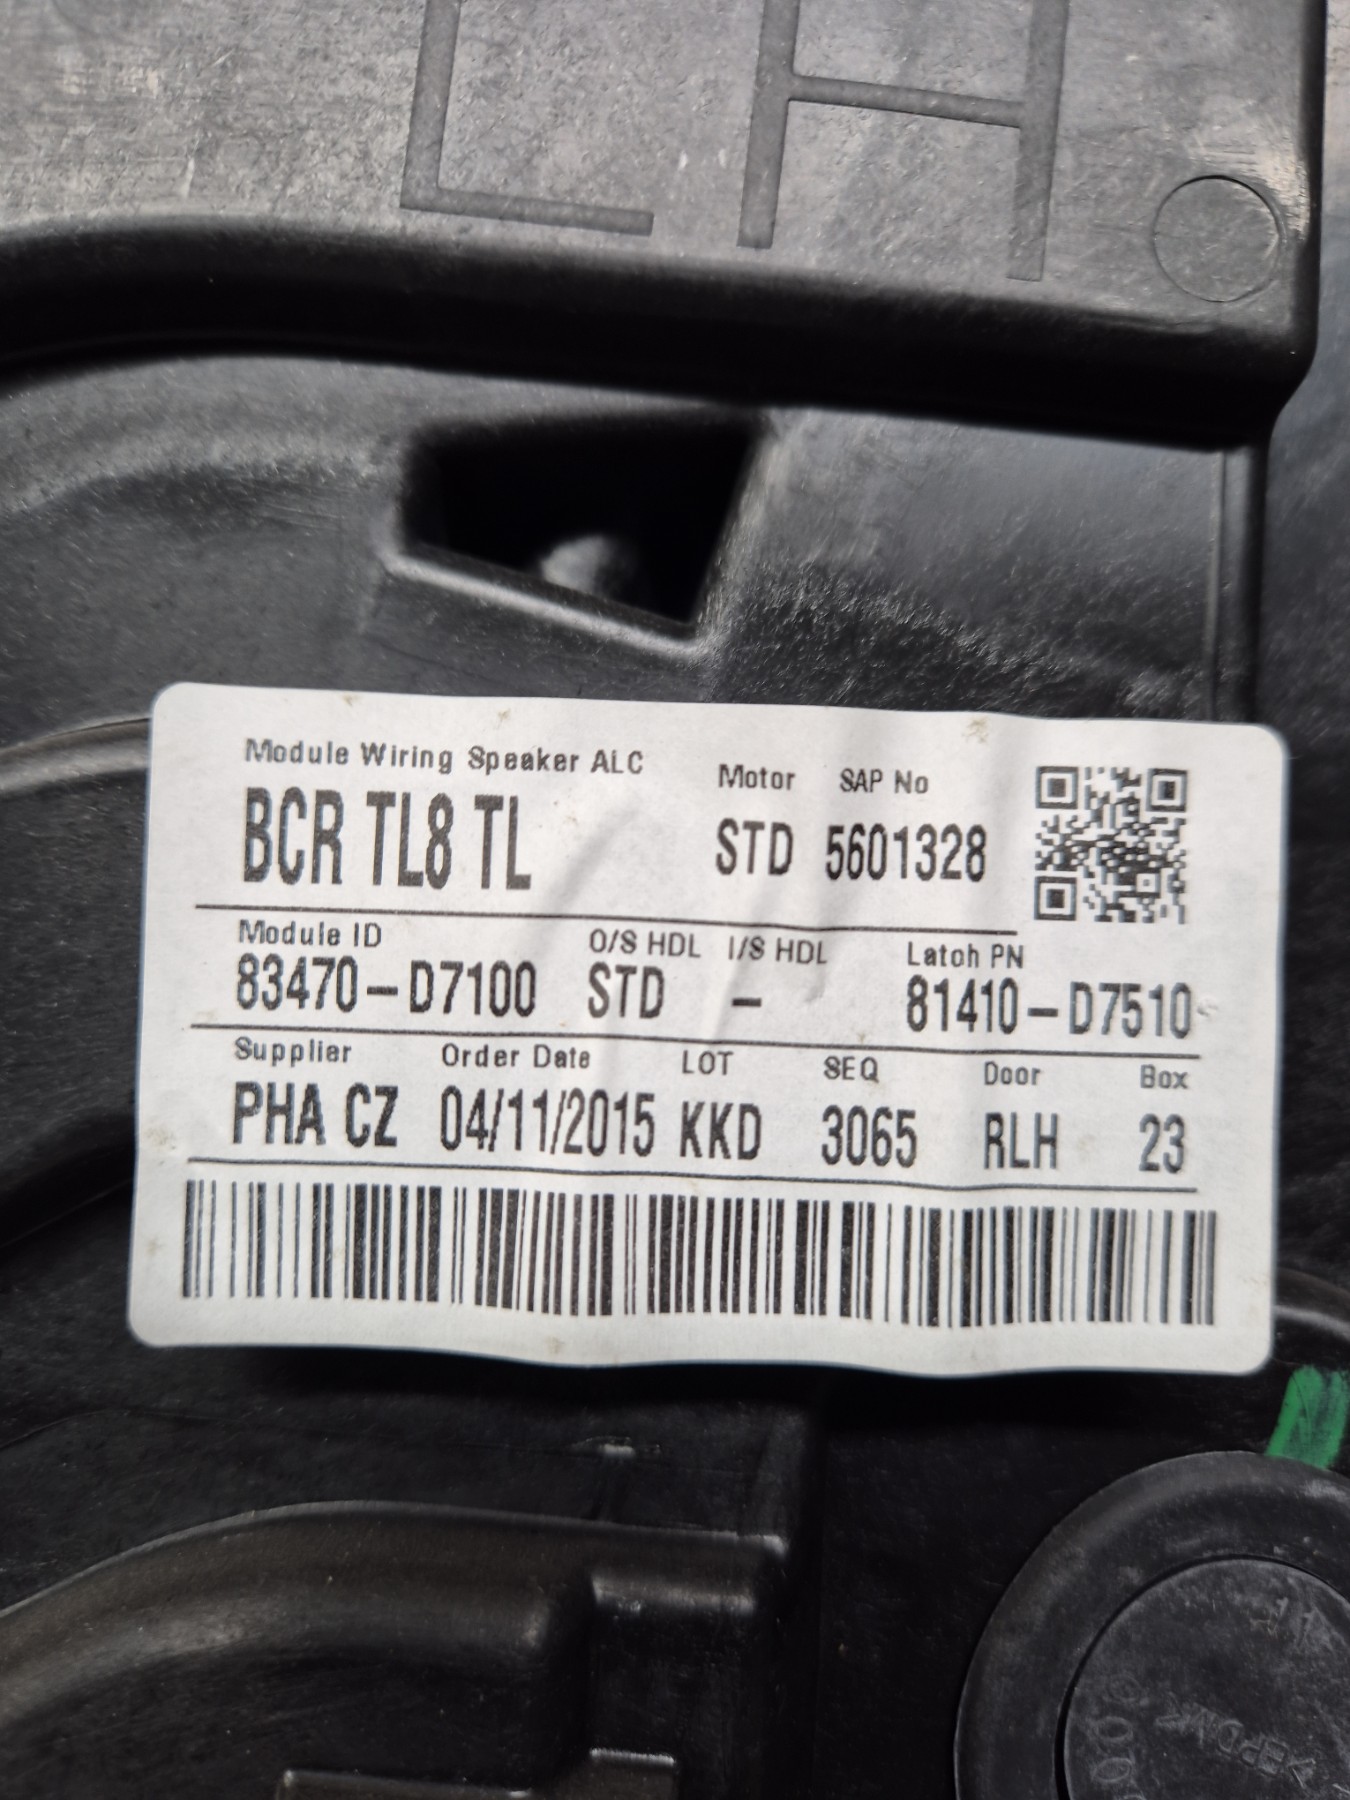 LH
Module Wiring Speaker ALC Motor SAP No
BCR TL8 TL STD 5601328
Module ID O/S HDL I/S HDL Latch PN
83470-D7100 STD - 81410-D7510
Supplier Order Date LOT SEQ Door Box
PHA CZ 04/11/2015 KKD 3065 RLH 23